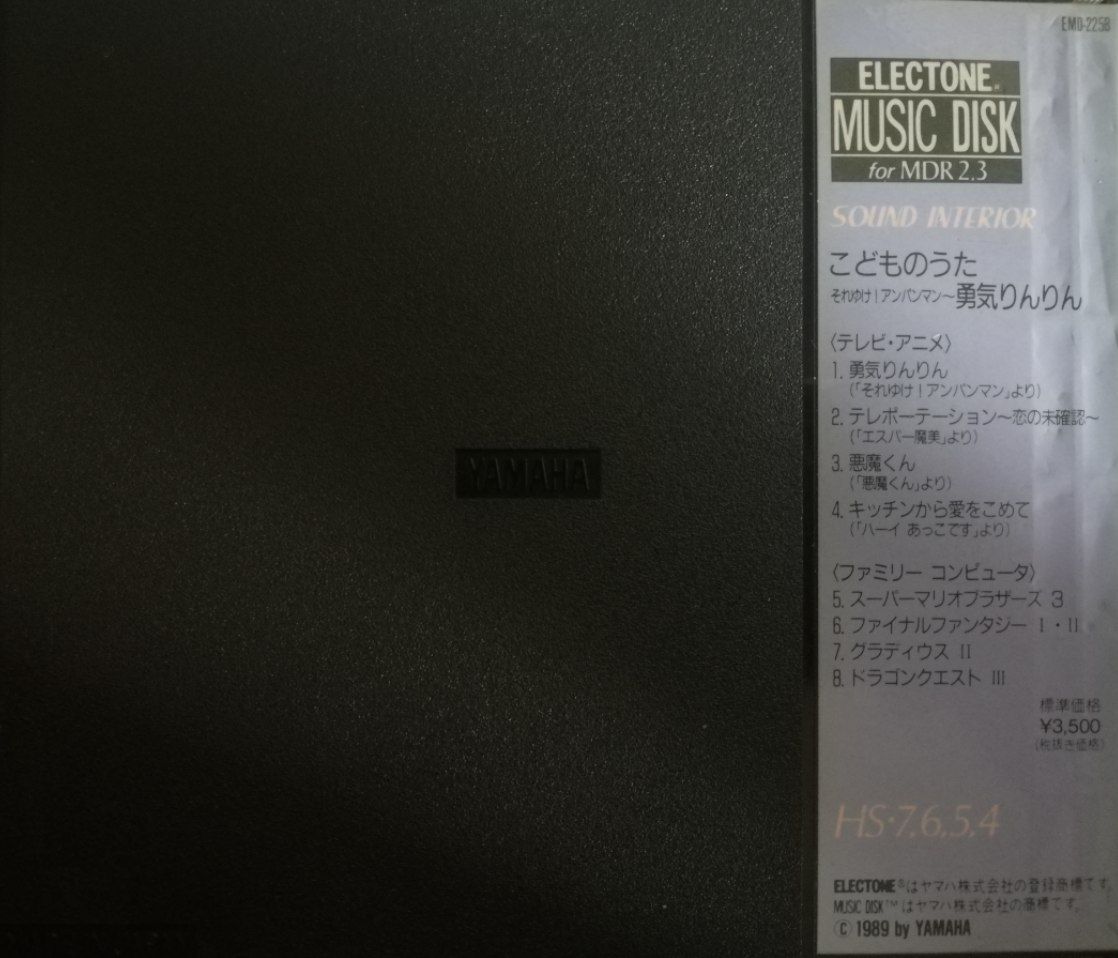 YAMAHA
EMD-225B
ELECTONE®
MUSIC DISK
for MDR 2.3
SOUND INTERIOR
こどものうた
それゆけ!アンパンマン〜勇気りんりん
〈テレビ・アニメ〉
1. 勇気りんりん
(「それゆけ!アンパンマン」より)
2. テレポーテーション〜恋の未確認〜
(「エスパー魔美」より)
3. 悪魔くん
(「悪魔くん」より)
4. キッチンから愛をこめて
(「ハーイ あっこです」より)
〈ファミリー コンピュータ〉
5. スーパーマリオブラザーズ 3
6. ファイナルファンタジー I・II
7. グラディウス II
8. ドラゴンクエスト III
標準価格
¥3,500
(税抜き価格)
HS・7,6,5,4
ELECTONE®はヤマハ株式会社の登録商標です
MUSIC DISK™はヤマハ株式会社の商標です。
© 1989 by YAMAHA